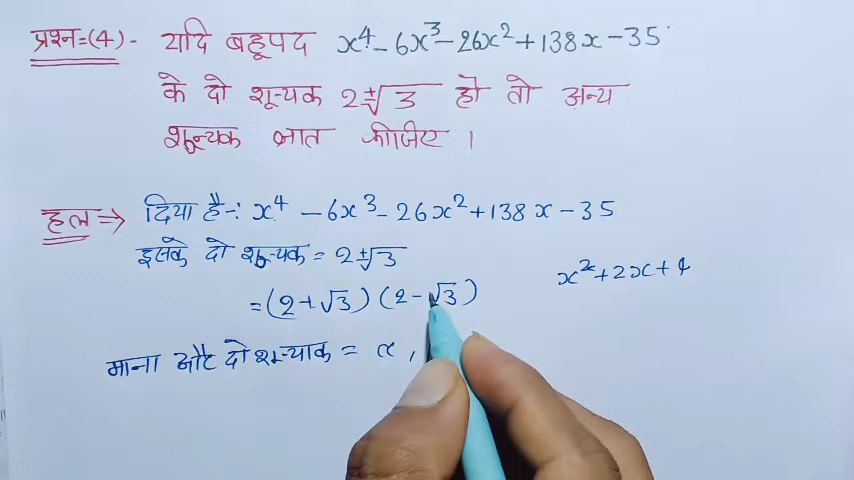 प्रश्न:(4)- यदि बहूपद x⁴-6x³-26x²+138x-35
के दो शून्यक 2±√3 हो तो अन्य
शून्यक ज्ञात कीजिए ।
हल⇒ दिया है-: x⁴ -6x³-26x²+138x-35
इसके दो शून्यक = 2±√3
x²+2x+4
=(2+√3)(2-√3)
माना और दो शून्याक = α ,